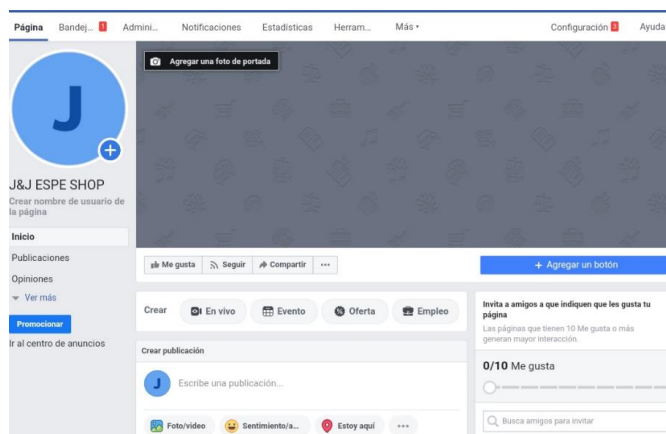 Página Bandej... 1 Admini... Notificaciones Estadísticas Herram... Más Configuración 3 Ayuda
Agregar una foto de portada
J
J&J ESPE SHOP
Crear nombre de usuario de
la página
Inicio
Publicaciones
Opiniones
Ver más
Promocionar
Ir al centro de anuncios
Me gusta Seguir Compartir ...
+ Agregar un botón
Crear En vivo Evento Oferta Empleo
Crear publicación
J Escribe una publicación...
Foto/video Sentimiento/a... Estoy aquí ...
Invita a amigos a que indiquen que les gusta tu
página
Las páginas que tienen 10 Me gusta o más
generan mayor interacción.
0/10 Me gusta
Busca amigos para invitar